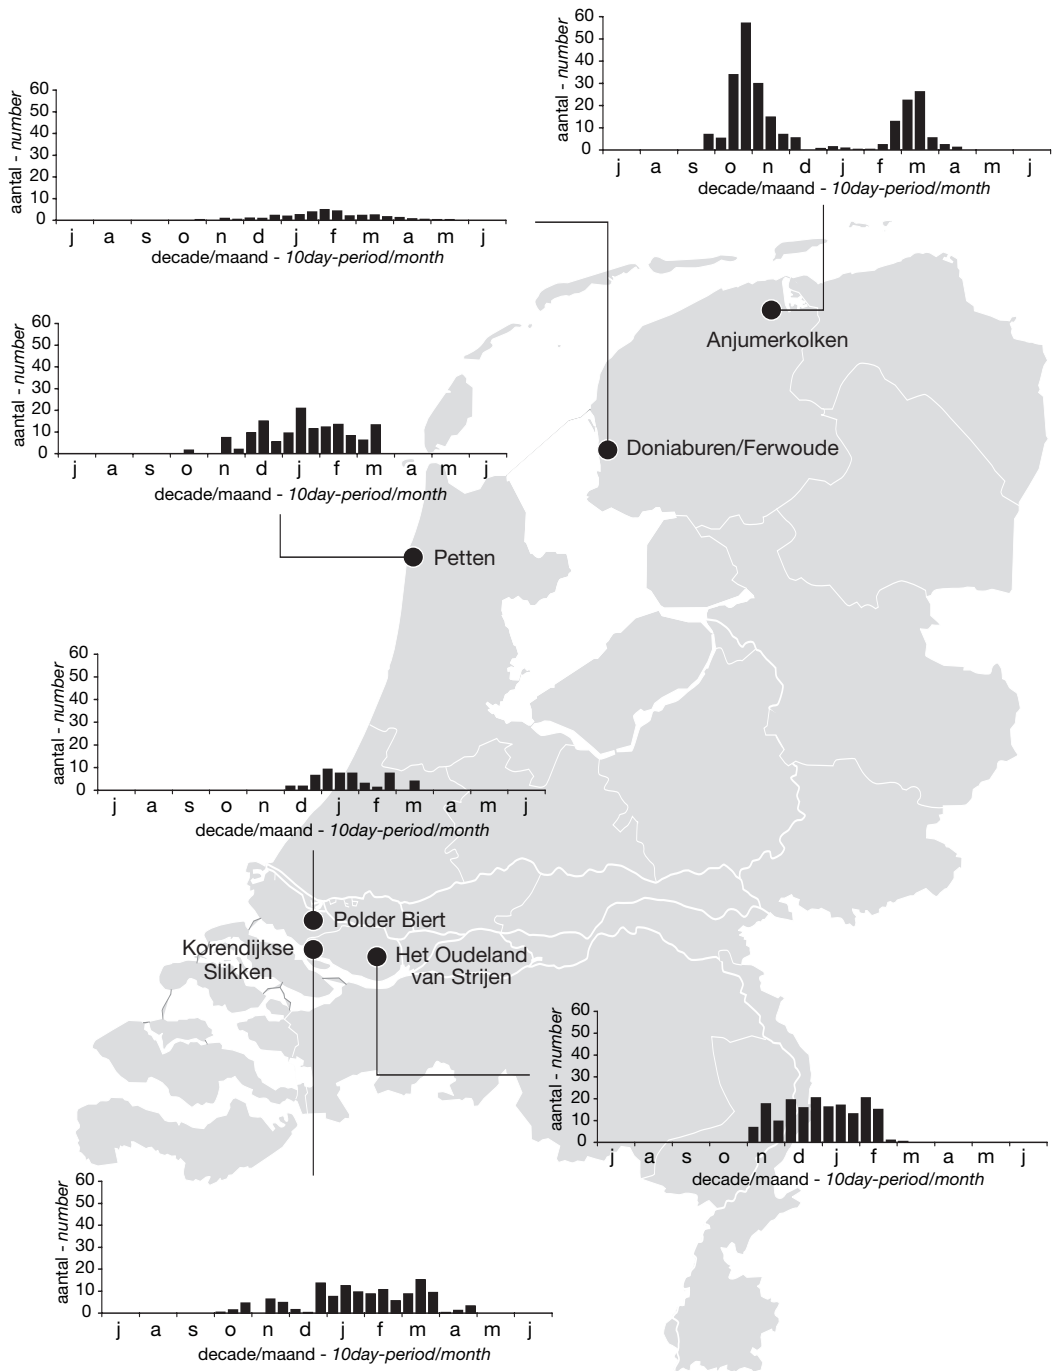 60
50
40
30
20
10
0
aantal - number
j a s o n d j f m a m j
decade/maand - 10day-period/month
60
50
40
30
20
10
0
aantal - number
j a s o n d j f m a m j
decade/maand - 10day-period/month
Anjumerkolken
60
50
40
30
20
10
0
aantal - number
j a s o n d j f m a m j
decade/maand - 10day-period/month
Doniaburen/Ferwoude
Petten
60
50
40
30
20
10
0
aantal - number
j a s o n d j f m a m j
decade/maand - 10day-period/month
Polder Biert
Korendijkse
Slikken
Het Oudeland
van Strijen
60
50
40
30
20
10
0
aantal - number
j a s o n d j f m a m j
decade/maand - 10day-period/month
60
50
40
30
20
10
0
aantal - number
j a s o n d j f m a m j
decade/maand - 10day-period/month